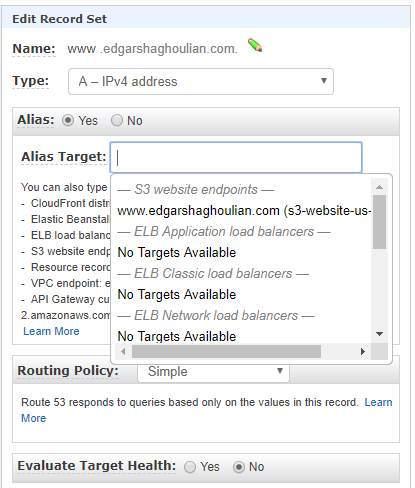 Edit Record Set
Name: www .edgarshaghoulian.com.
Type: A – IPv4 address
Alias: Yes No
Alias Target:
You can also type
— S3 website endpoints —
- CloudFront distri
www.edgarshaghoulian.com (s3-website-us-
- Elastic Beanstal
— ELB Application load balancers —
- ELB load balanc
No Targets Available
- S3 website endp
— ELB Classic load balancers —
- Resource record
No Targets Available
- VPC endpoint: e
— ELB Network load balancers —
- API Gateway cu
No Targets Available
2.amazonaws.com
Learn More
Routing Policy: Simple
Route 53 responds to queries based only on the values in this record. Learn
More
Evaluate Target Health: Yes No